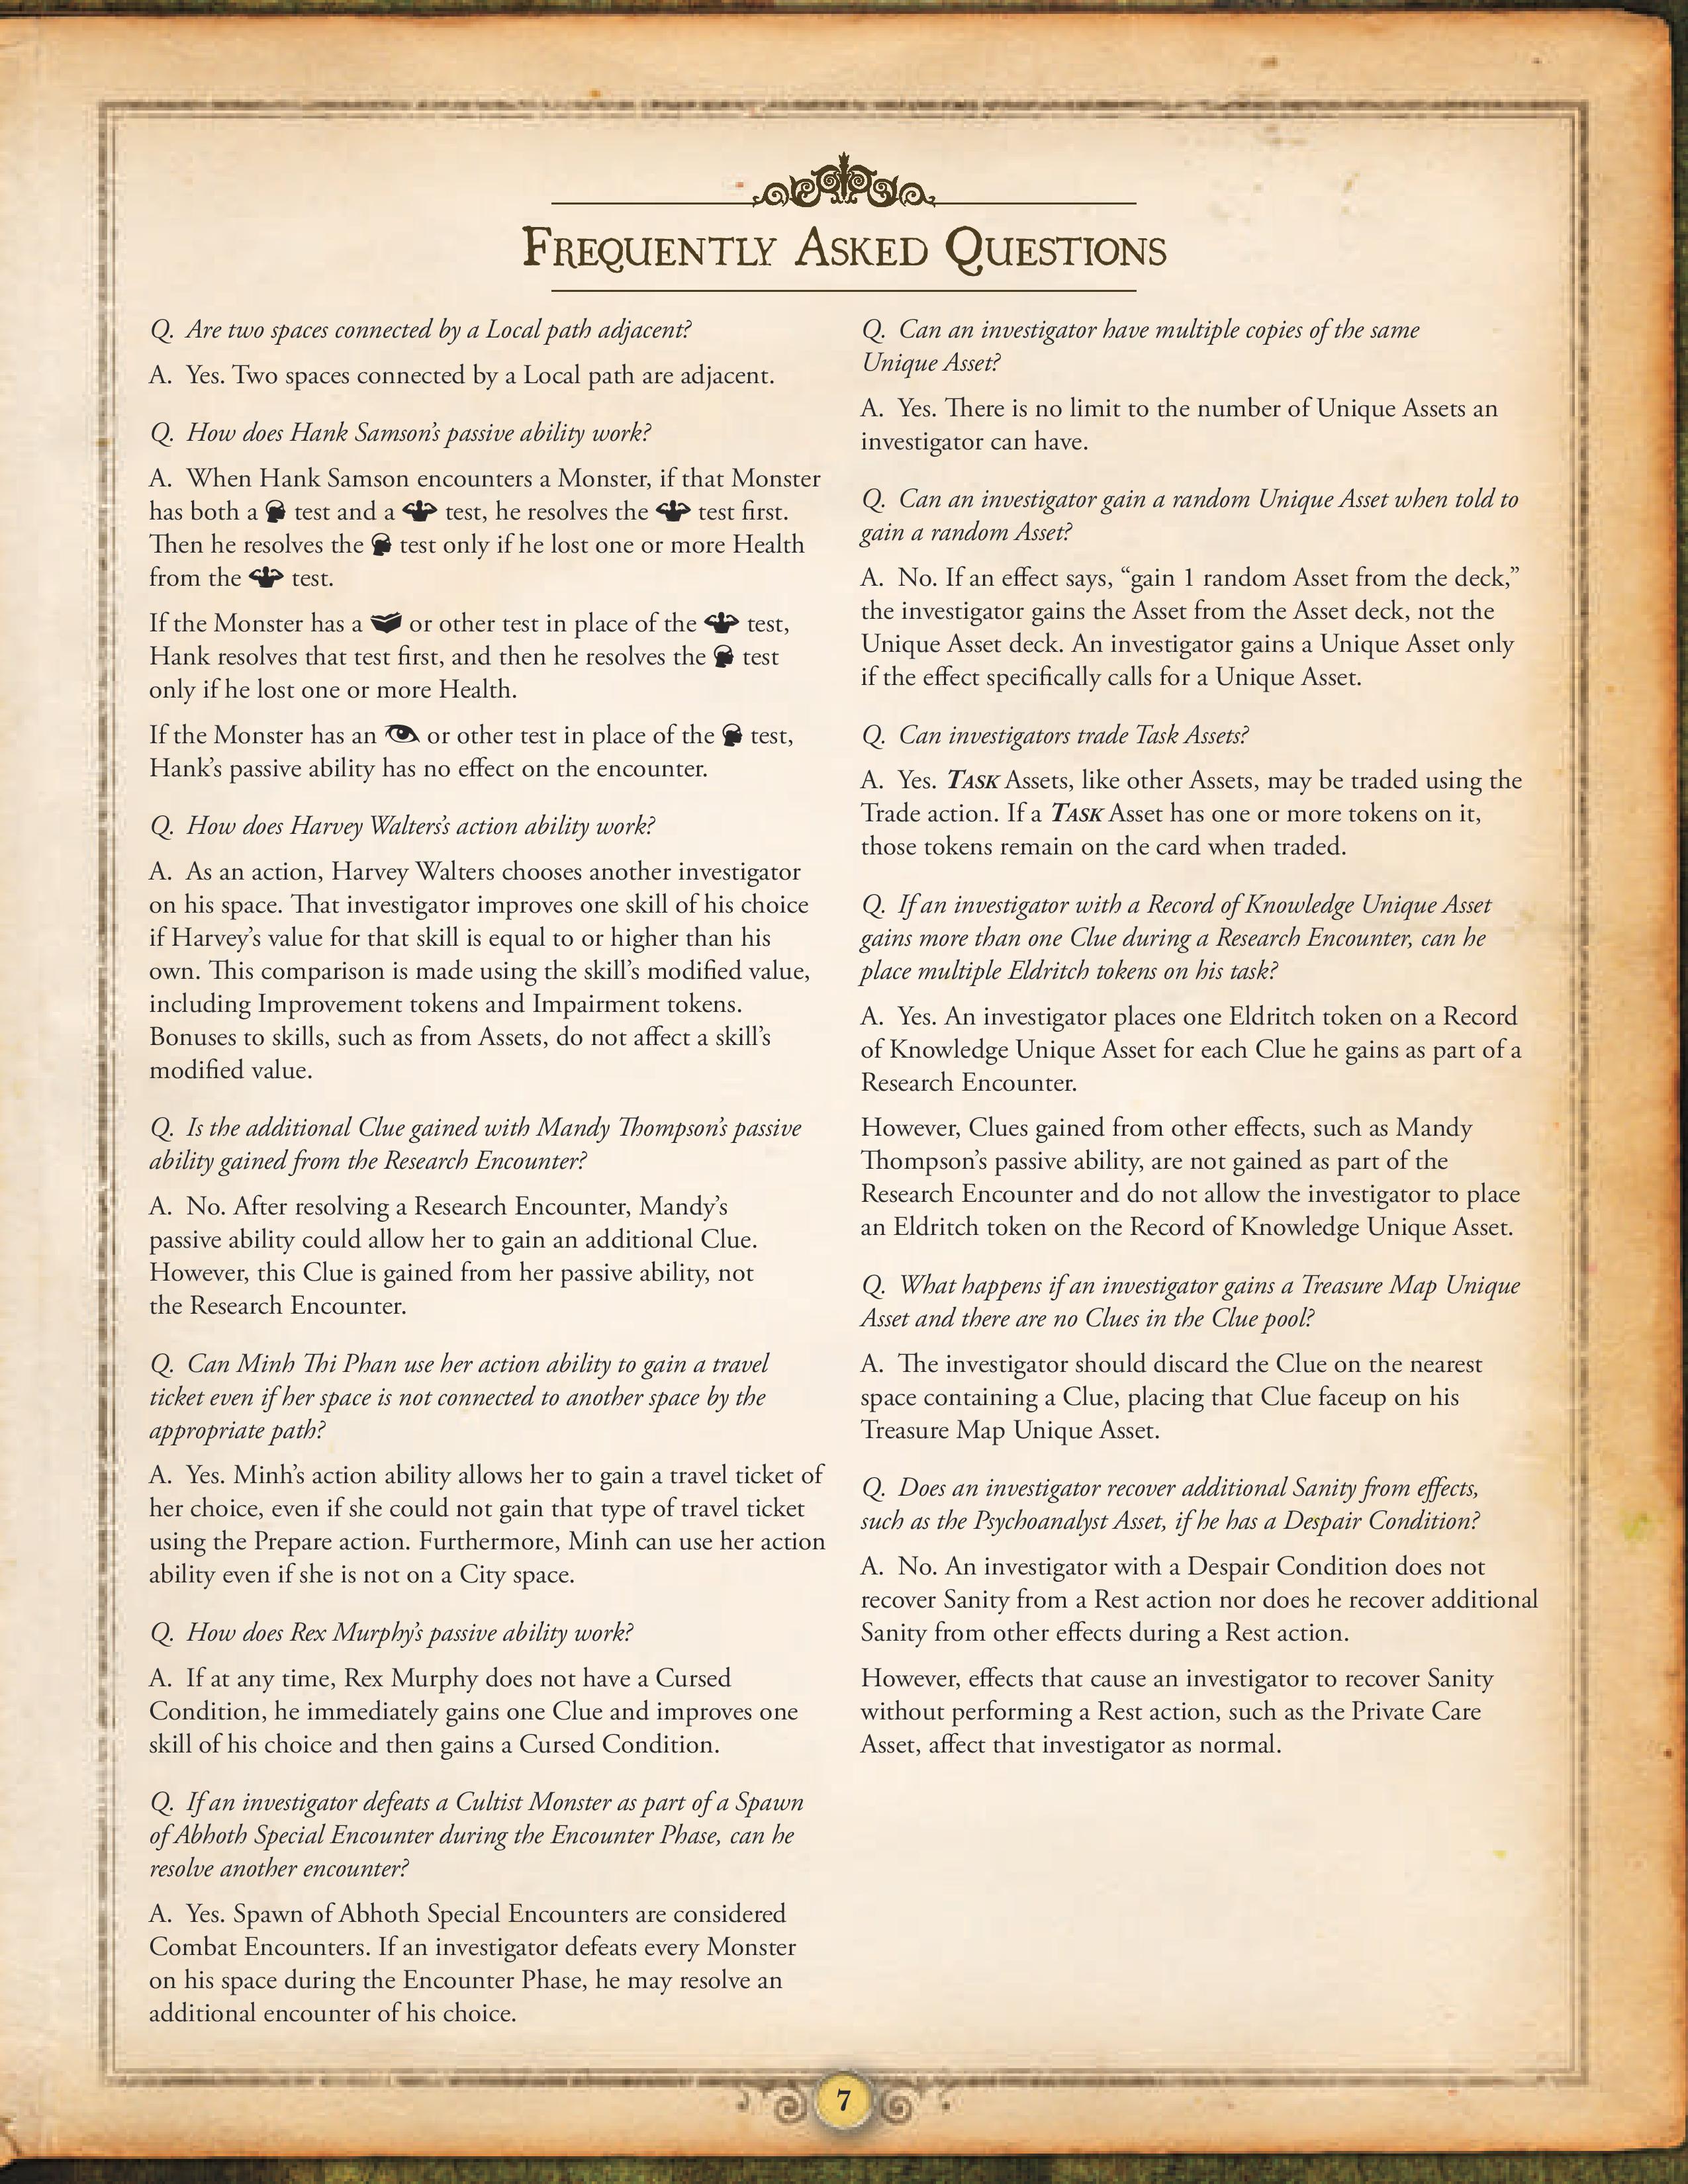 Frequently Asked Questions
Q. Are two spaces connected by a Local path adjacent?
A. Yes. Two spaces connected by a Local path are adjacent.
Q. How does Hank Samson’s passive ability work?
A. When Hank Samson encounters a Monster, if that Monster
has both a test and a test, he resolves the test first.
Then he resolves the test only if he lost one or more Health
from the test.
If the Monster has a or other test in place of the test,
Hank resolves that test first, and then he resolves the test
only if he lost one or more Health.
If the Monster has an or other test in place of the test,
Hank’s passive ability has no effect on the encounter.
Q. How does Harvey Walters’s action ability work?
A. As an action, Harvey Walters chooses another investigator
on his space. That investigator improves one skill of his choice
if Harvey’s value for that skill is equal to or higher than his
own. This comparison is made using the skill’s modified value,
including Improvement tokens and Impairment tokens.
Bonuses to skills, such as from Assets, do not affect a skill’s
modified value.
Q. Is the additional Clue gained with Mandy Thompson’s passive
ability gained from the Research Encounter?
A. No. After resolving a Research Encounter, Mandy’s
passive ability could allow her to gain an additional Clue.
However, this Clue is gained from her passive ability, not
the Research Encounter.
Q. Can Minh Thi Phan use her action ability to gain a travel
ticket even if her space is not connected to another space by the
appropriate path?
A. Yes. Minh’s action ability allows her to gain a travel ticket of
her choice, even if she could not gain that type of travel ticket
using the Prepare action. Furthermore, Minh can use her action
ability even if she is not on a City space.
Q. How does Rex Murphy’s passive ability work?
A. If at any time, Rex Murphy does not have a Cursed
Condition, he immediately gains one Clue and improves one
skill of his choice and then gains a Cursed Condition.
Q. If an investigator defeats a Cultist Monster as part of a Spawn
of Abhoth Special Encounter during the Encounter Phase, can he
resolve another encounter?
A. Yes. Spawn of Abhoth Special Encounters are considered
Combat Encounters. If an investigator defeats every Monster
on his space during the Encounter Phase, he may resolve an
additional encounter of his choice.
Q. Can an investigator have multiple copies of the same
Unique Asset?
A. Yes. There is no limit to the number of Unique Assets an
investigator can have.
Q. Can an investigator gain a random Unique Asset when told to
gain a random Asset?
A. No. If an effect says, “gain 1 random Asset from the deck,”
the investigator gains the Asset from the Asset deck, not the
Unique Asset deck. An investigator gains a Unique Asset only
if the effect specifically calls for a Unique Asset.
Q. Can investigators trade Task Assets?
A. Yes. Task Assets, like other Assets, may be traded using the
Trade action. If a Task Asset has one or more tokens on it,
those tokens remain on the card when traded.
Q. If an investigator with a Record of Knowledge Unique Asset
gains more than one Clue during a Research Encounter, can he
place multiple Eldritch tokens on his task?
A. Yes. An investigator places one Eldritch token on a Record
of Knowledge Unique Asset for each Clue he gains as part of a
Research Encounter.
However, Clues gained from other effects, such as Mandy
Thompson’s passive ability, are not gained as part of the
Research Encounter and do not allow the investigator to place
an Eldritch token on the Record of Knowledge Unique Asset.
Q. What happens if an investigator gains a Treasure Map Unique
Asset and there are no Clues in the Clue pool?
A. The investigator should discard the Clue on the nearest
space containing a Clue, placing that Clue faceup on his
Treasure Map Unique Asset.
Q. Does an investigator recover additional Sanity from effects,
such as the Psychoanalyst Asset, if he has a Despair Condition?
A. No. An investigator with a Despair Condition does not
recover Sanity from a Rest action nor does he recover additional
Sanity from other effects during a Rest action.
However, effects that cause an investigator to recover Sanity
without performing a Rest action, such as the Private Care
Asset, affect that investigator as normal.
7